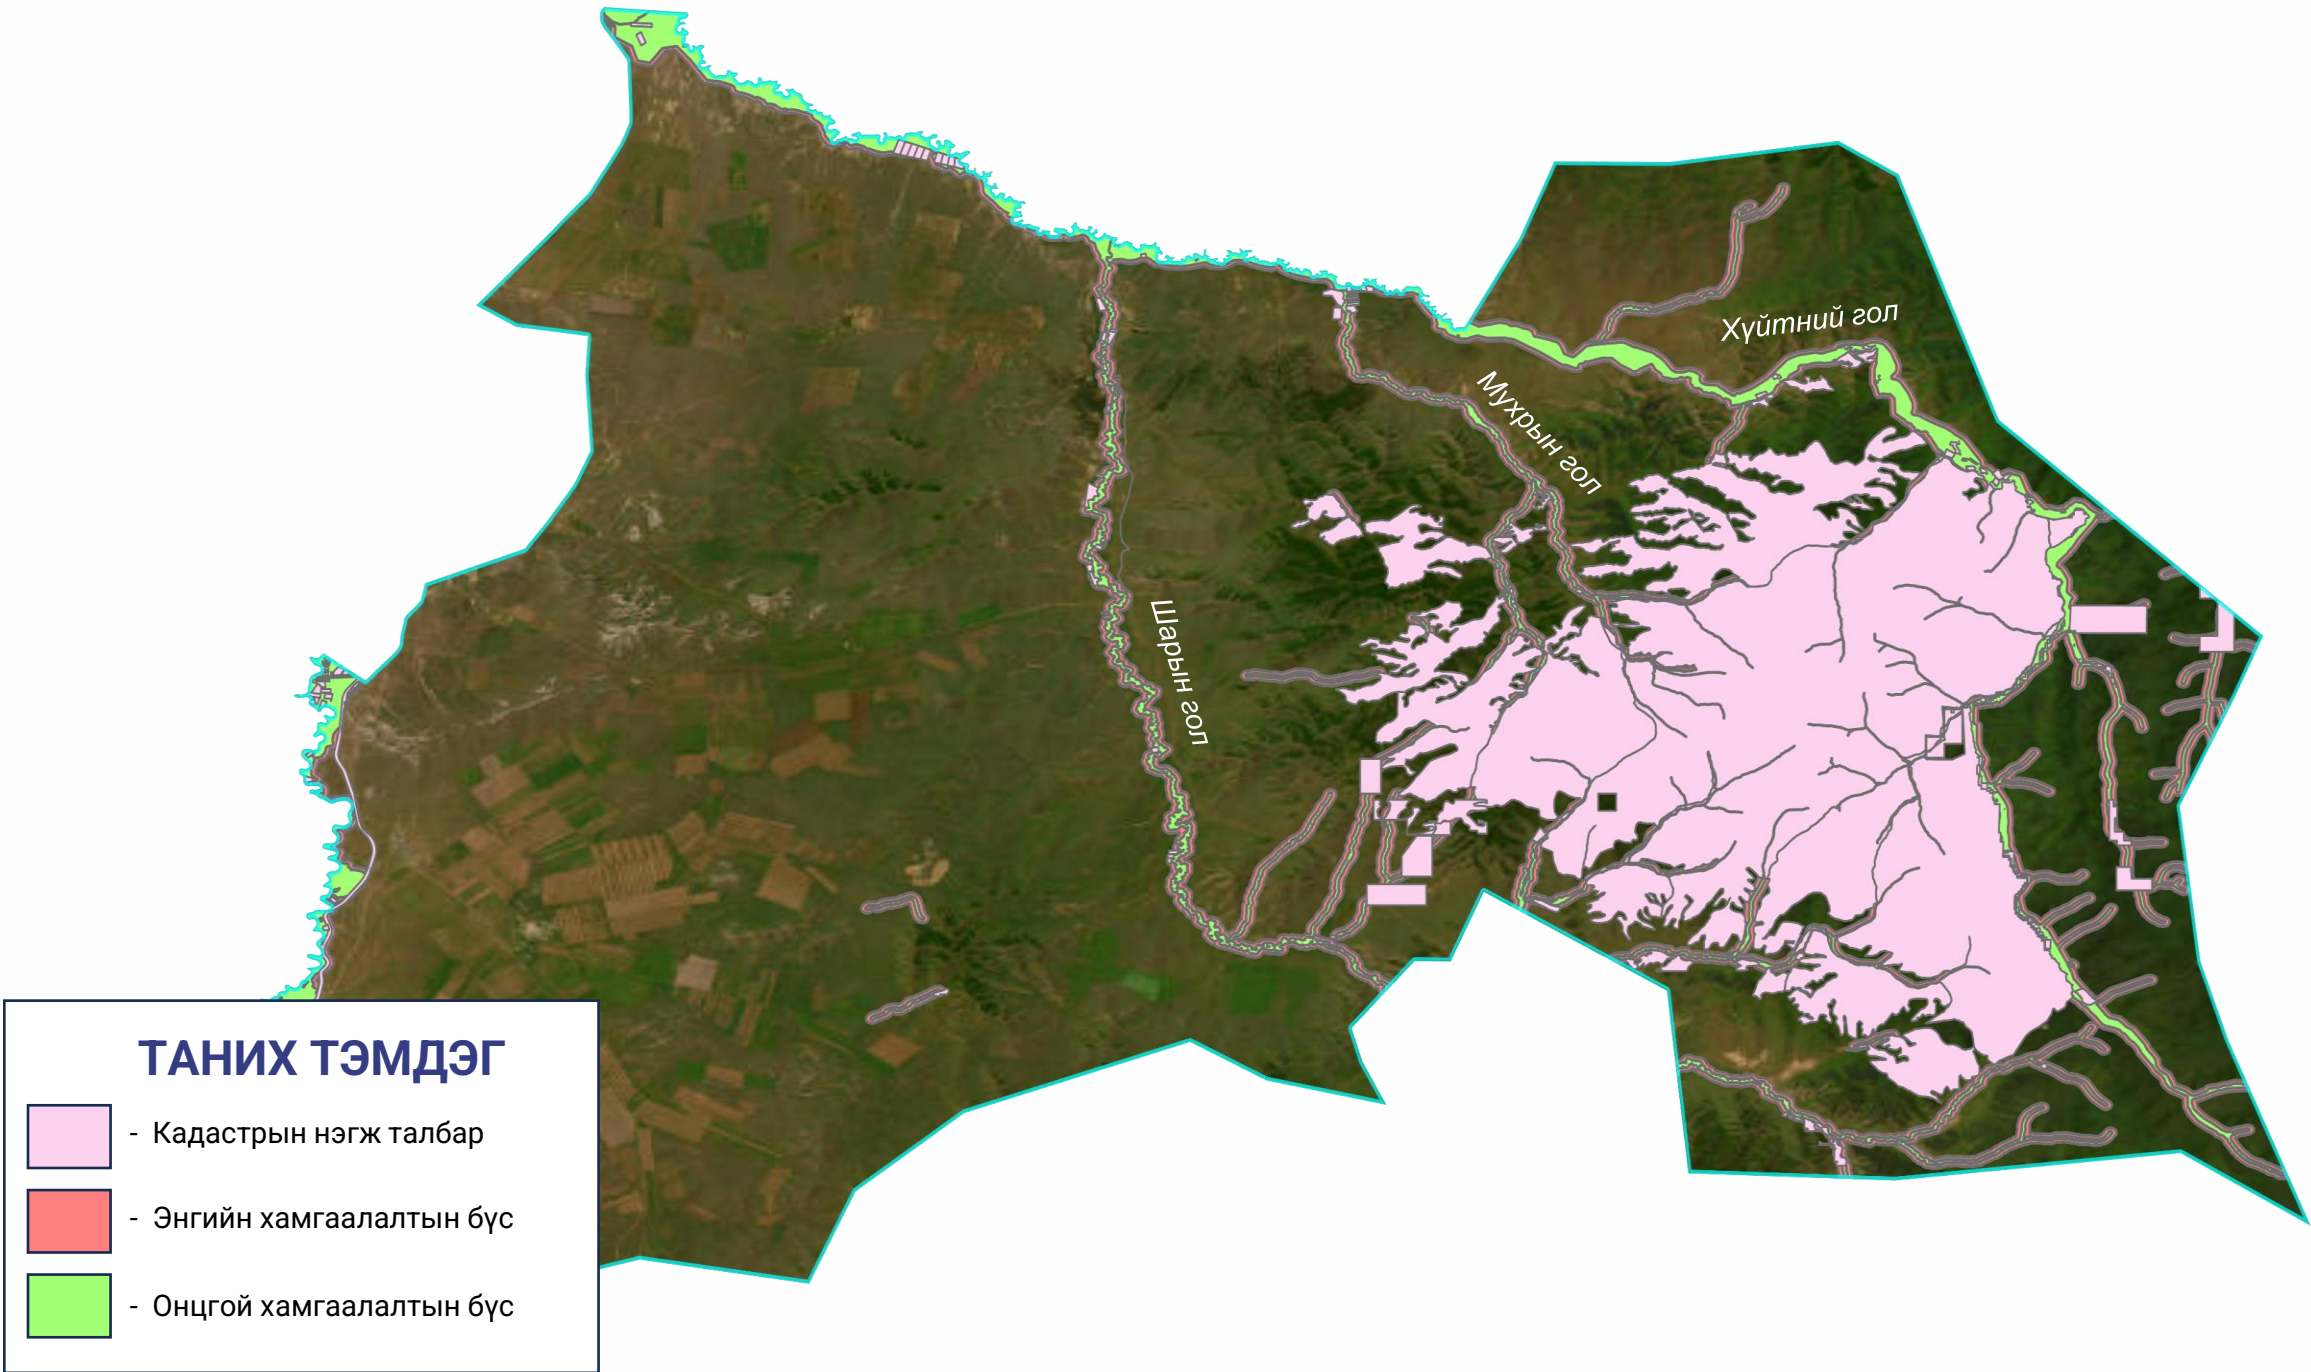 Хүйтний гол
Мухрын гол
Шарын гол
ТАНИХ ТЭМДЭГ
- Кадастрын нэгж талбар
- Энгийн хамгаалалтын бүс
- Онцгой хамгаалалтын бүс